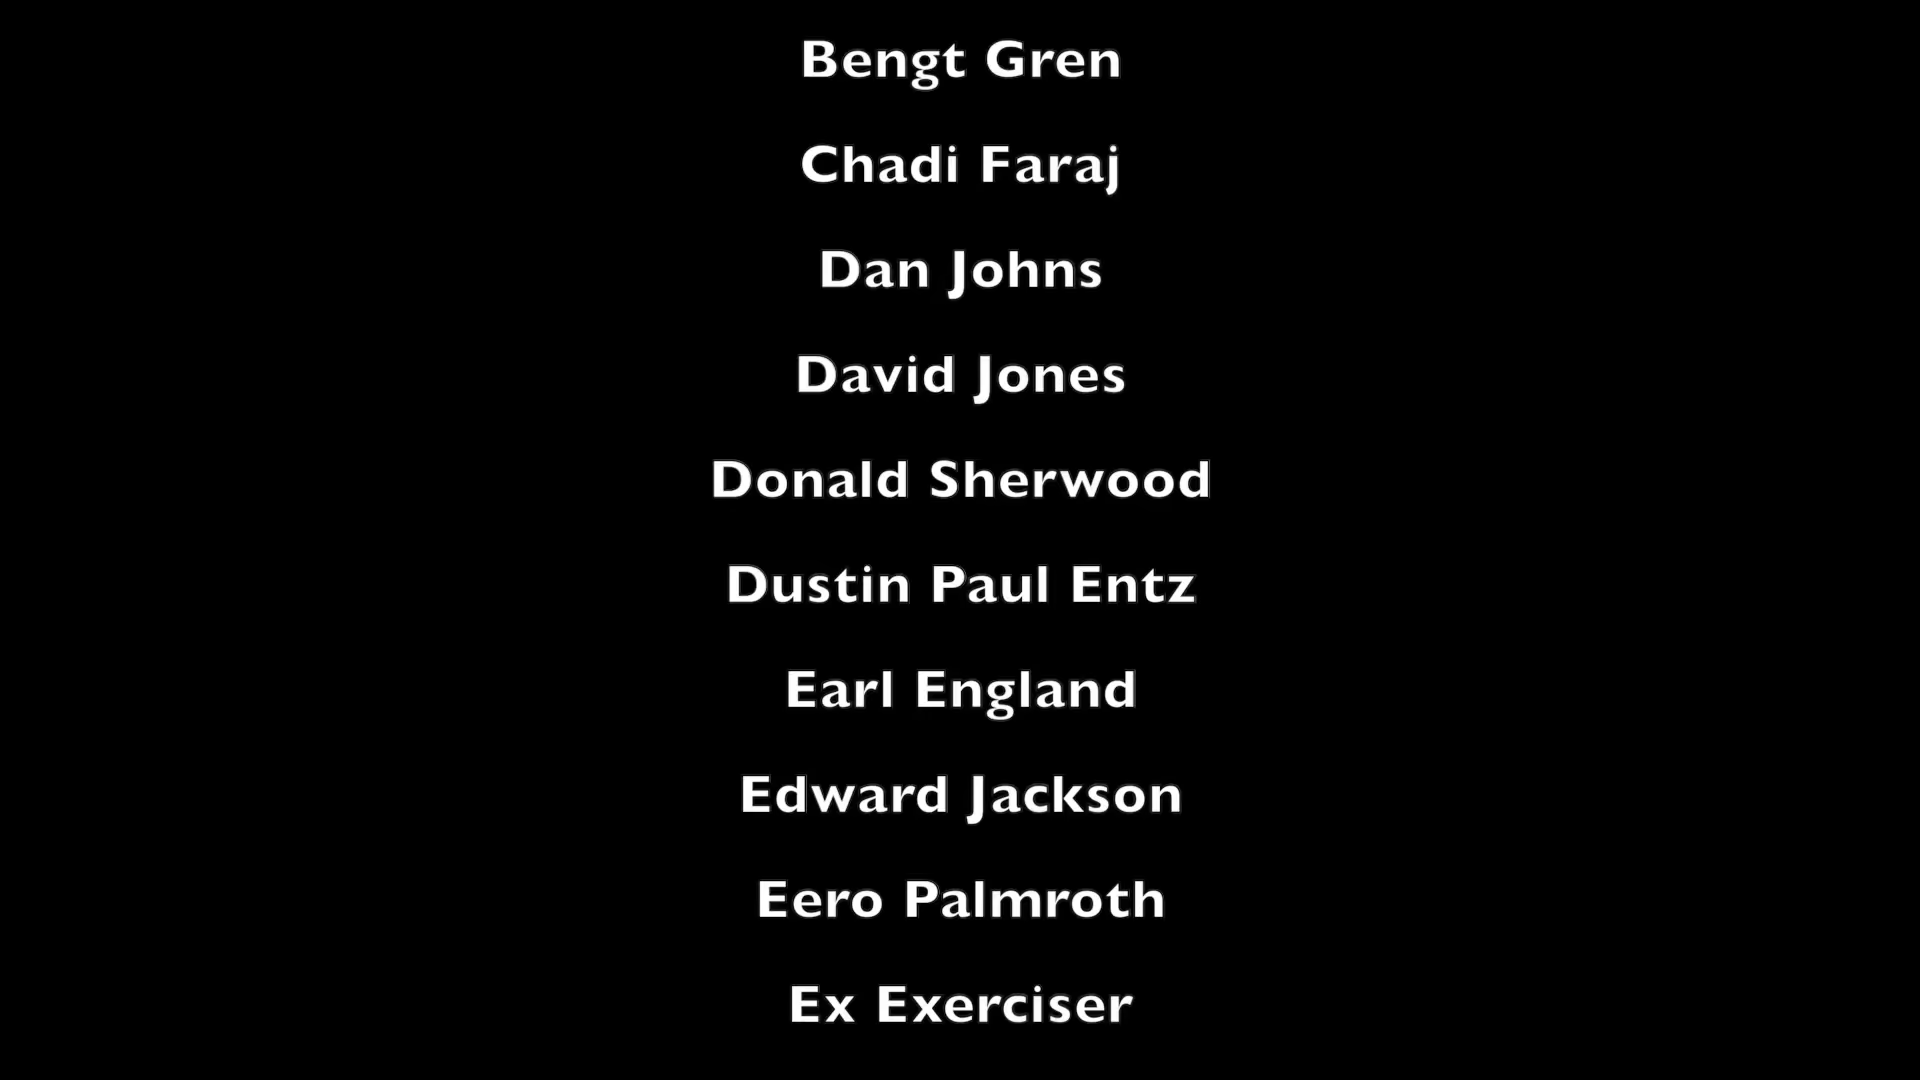 Bengt Gren
Chadi Faraj
Dan Johns
David Jones
Donald Sherwood
Dustin Paul Entz
Earl England
Edward Jackson
Eero Palmroth
Ex Exerciser